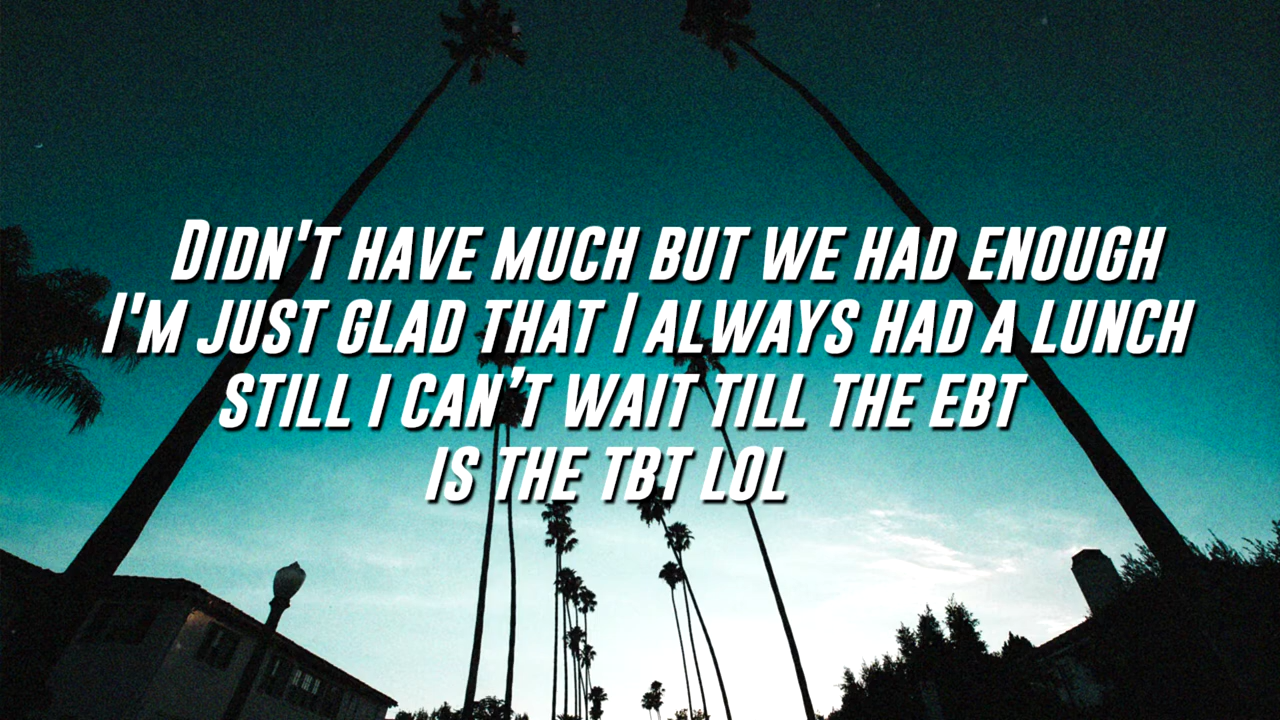 Didn't have much but we had enough
I'm just glad that I always had a lunch
still i can’t wait till the ebt
is the tbt lol